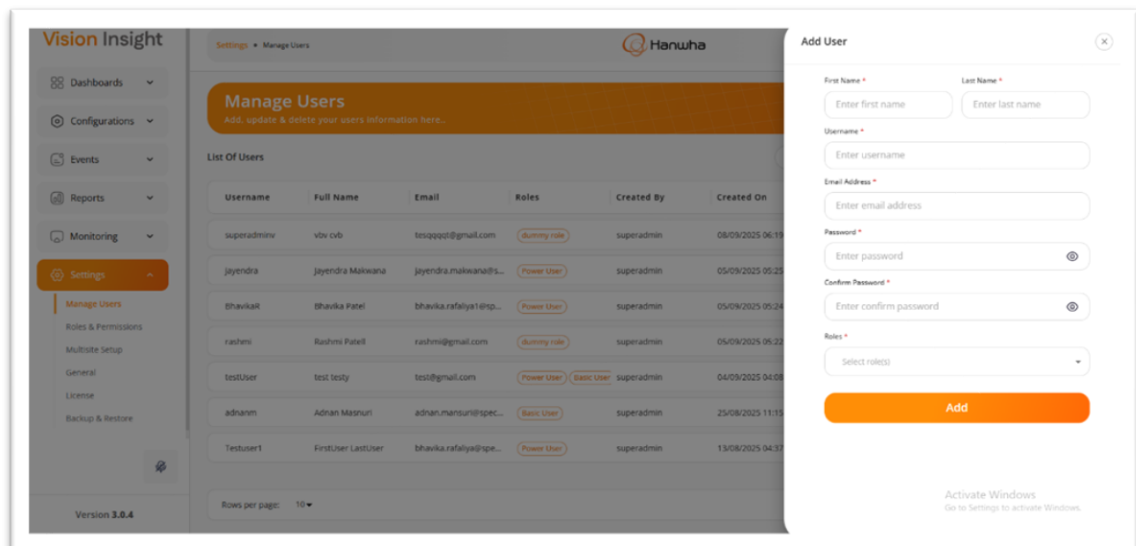 Vision Insight
Dashboards
Configurations
Events
Reports
Monitoring
Settings
Manage Users
Roles & Permissions
Multisite Setup
General
License
Backup & Restore
Version 3.0.4
Settings • Manage Users
Hanwha
Manage Users
Add, update & delete your users information here..
List Of Users
Username Full Name Email Roles Created By Created On
superadminv vbv cvb tesqqqqt@gmail.com dummy role superadmin 08/09/2025 06:19
jayendra Jayendra Makwana jayendra.makwana@s... Power User superadmin 05/09/2025 05:25
BhavikaR Bhavika Patel bhavika.rafaliya1@sp... Power User superadmin 05/09/2025 05:24
rashmi Rashmi Patell rashmi@gmail.com dummy role superadmin 05/09/2025 05:22
testUser test testy test@gmail.com Power User Basic User superadmin 04/09/2025 04:08
adnanm Adnan Masnuri adnan.mansuri@spec... Basic User superadmin 25/08/2025 11:15
Testuser1 FirstUser LastUser bhavika.rafaliya@spe... Power User superadmin 13/08/2025 04:37
Rows per page: 10
Add User
First Name * Last Name *
Enter first name Enter last name
Username *
Enter username
Email Address *
Enter email address
Password *
Enter password
Confirm Password *
Enter confirm password
Roles *
Select role(s)
Add
Activate Windows
Go to Settings to activate Windows.